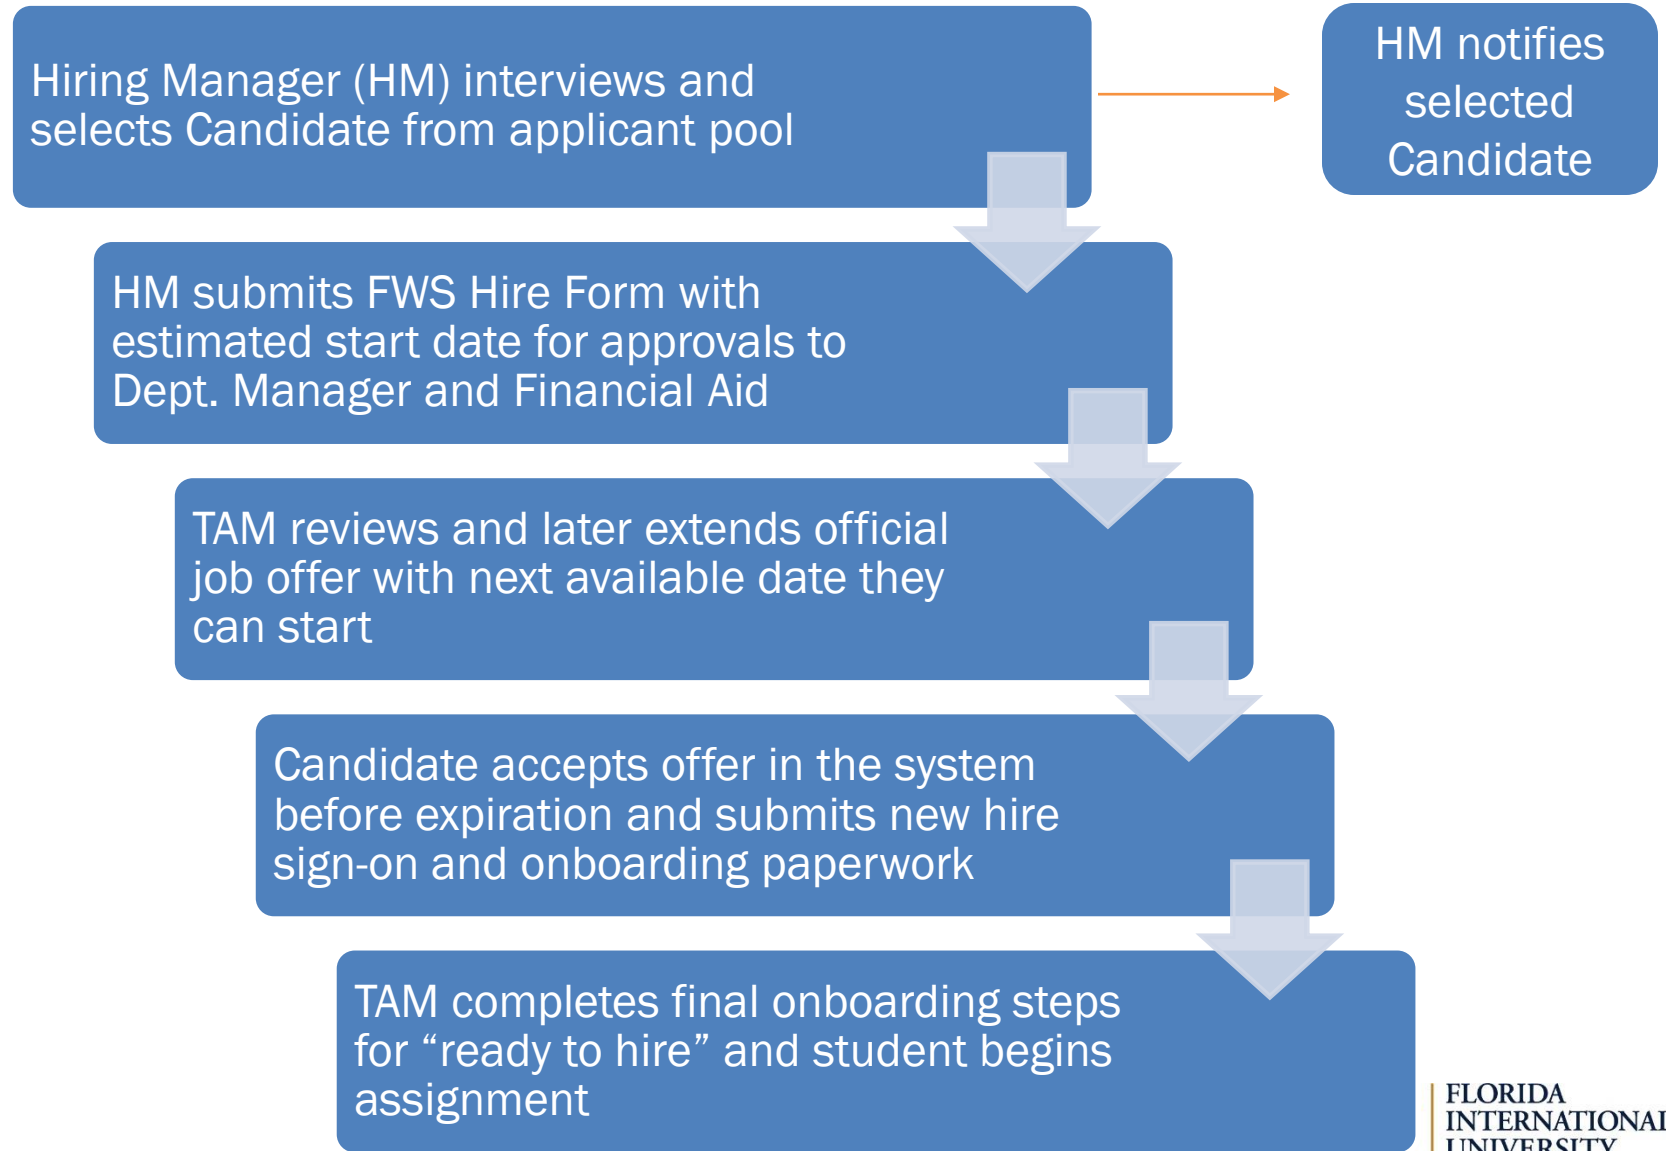 Hiring Manager (HM) interviews and
selects Candidate from applicant pool
HM notifies
selected
Candidate
HM submits FWS Hire Form with
estimated start date for approvals to
Dept. Manager and Financial Aid
TAM reviews and later extends official
job offer with next available date they
can start
Candidate accepts offer in the system
before expiration and submits new hire
sign-on and onboarding paperwork
TAM completes final onboarding steps
for “ready to hire” and student begins
assignment
FLORIDA
INTERNATIONAL
UNIVERSITY